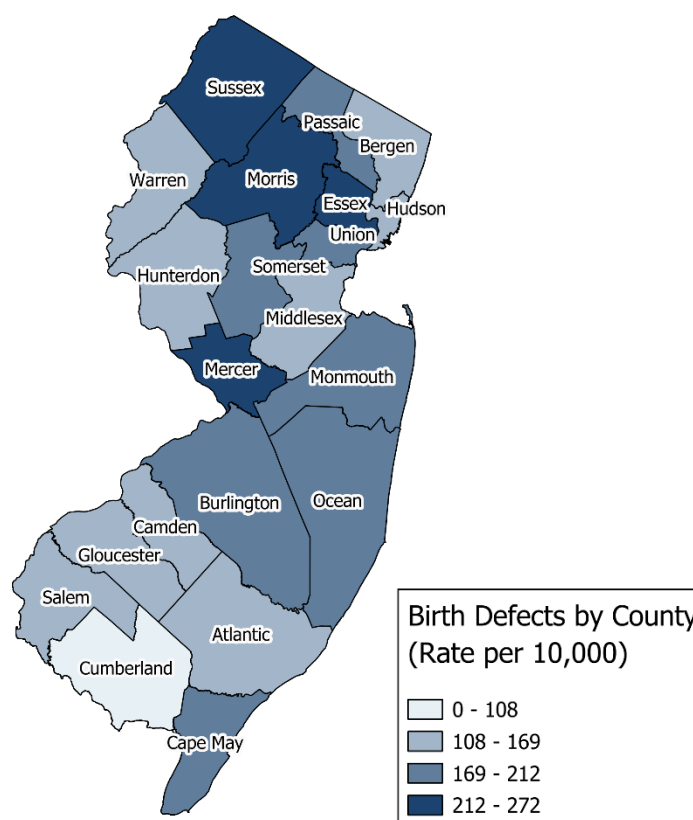 Sussex
Passaic
Bergen
Warren
Morris
Essex
Hudson
Union
Somerset
Hunterdon
Middlesex
Mercer
Monmouth
Burlington
Ocean
Camden
Gloucester
Salem
Atlantic
Cumberland
Cape May
Birth Defects by County
(Rate per 10,000)
0 - 108
108 - 169
169 - 212
212 - 272